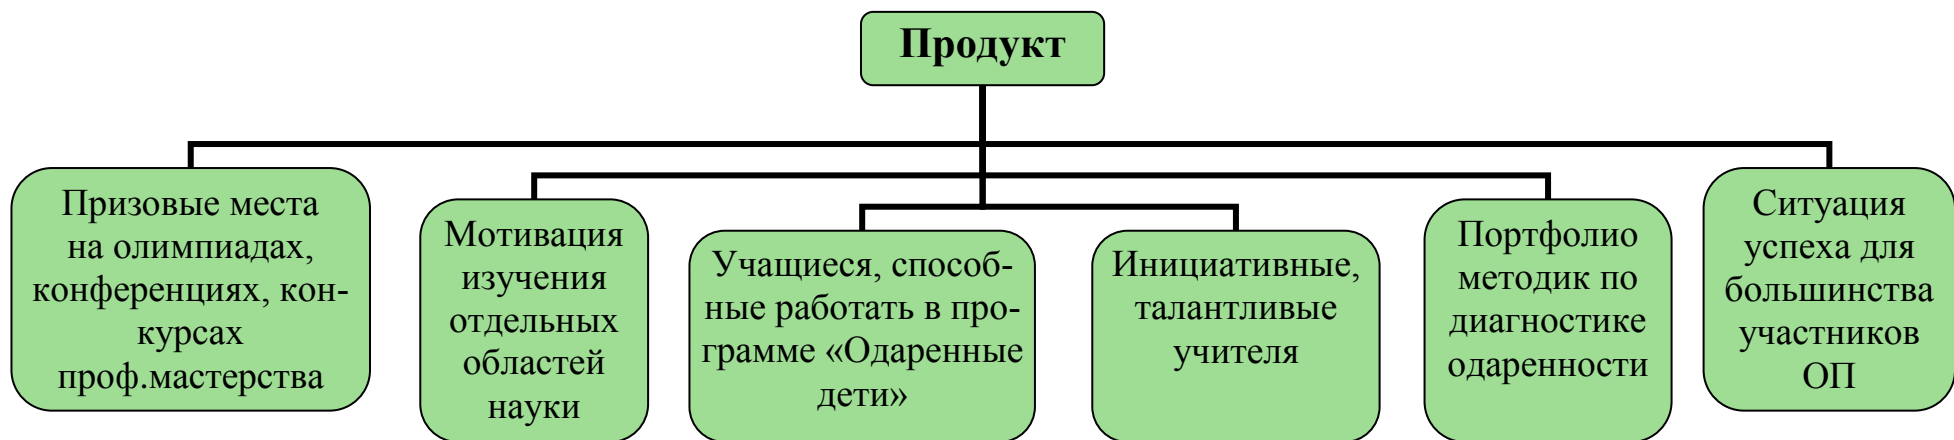 Продукт
Призовые места
на олимпиадах,
конференциях, кон-
курсах
проф.мастерства
Мотивация
изучения
отдельных
областей
науки
Учащиеся, способ-
ные работать в про-
грамме «Одаренные
дети»
Инициативные,
талантливые
учителя
Портфолио
методик по
диагностике
одаренности
Ситуация
успеха для
большинства
участников
ОП